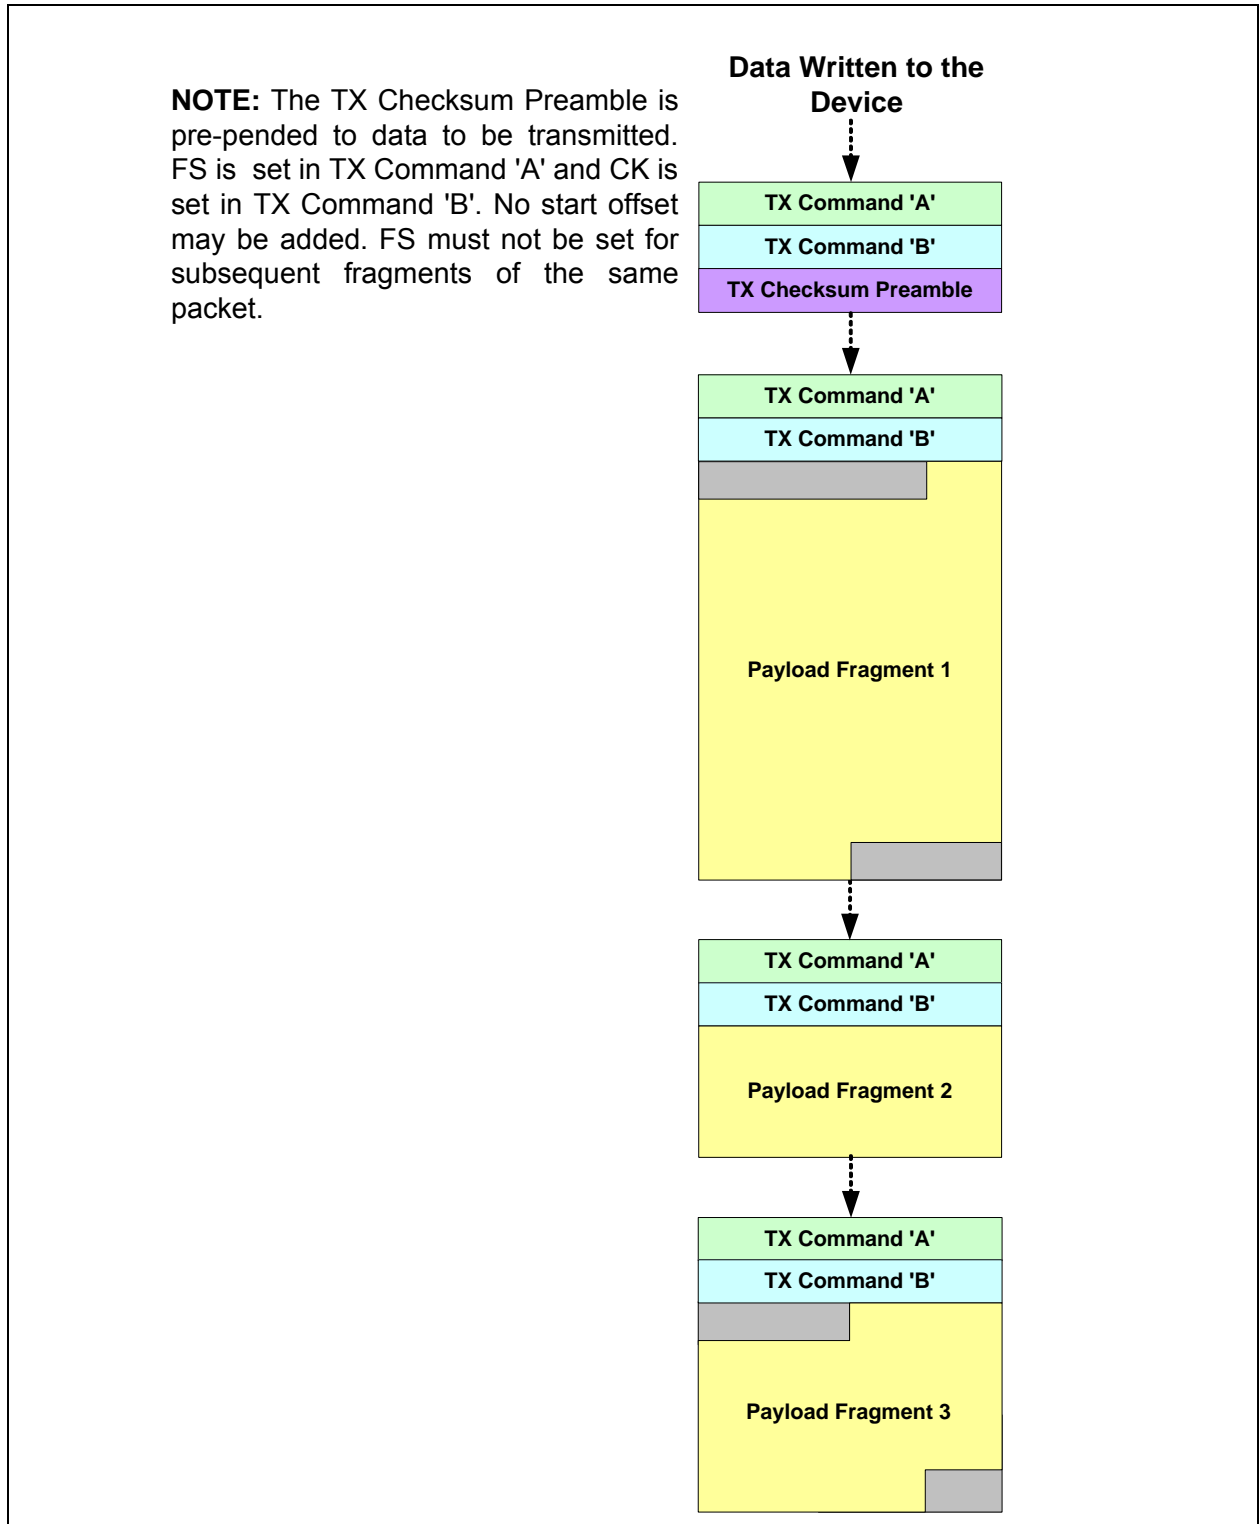 Data Written to the
Device
NOTE: The TX Checksum Preamble is
pre-pended to data to be transmitted.
FS is set in TX Command 'A' and CK is
set in TX Command 'B'. No start offset
may be added. FS must not be set for
subsequent fragments of the same
packet.
TX Command 'A'
TX Command 'B'
TX Checksum Preamble
TX Command 'A'
TX Command 'B'
Payload Fragment 1
TX Command 'A'
TX Command 'B'
Payload Fragment 2
TX Command 'A'
TX Command 'B'
Payload Fragment 3